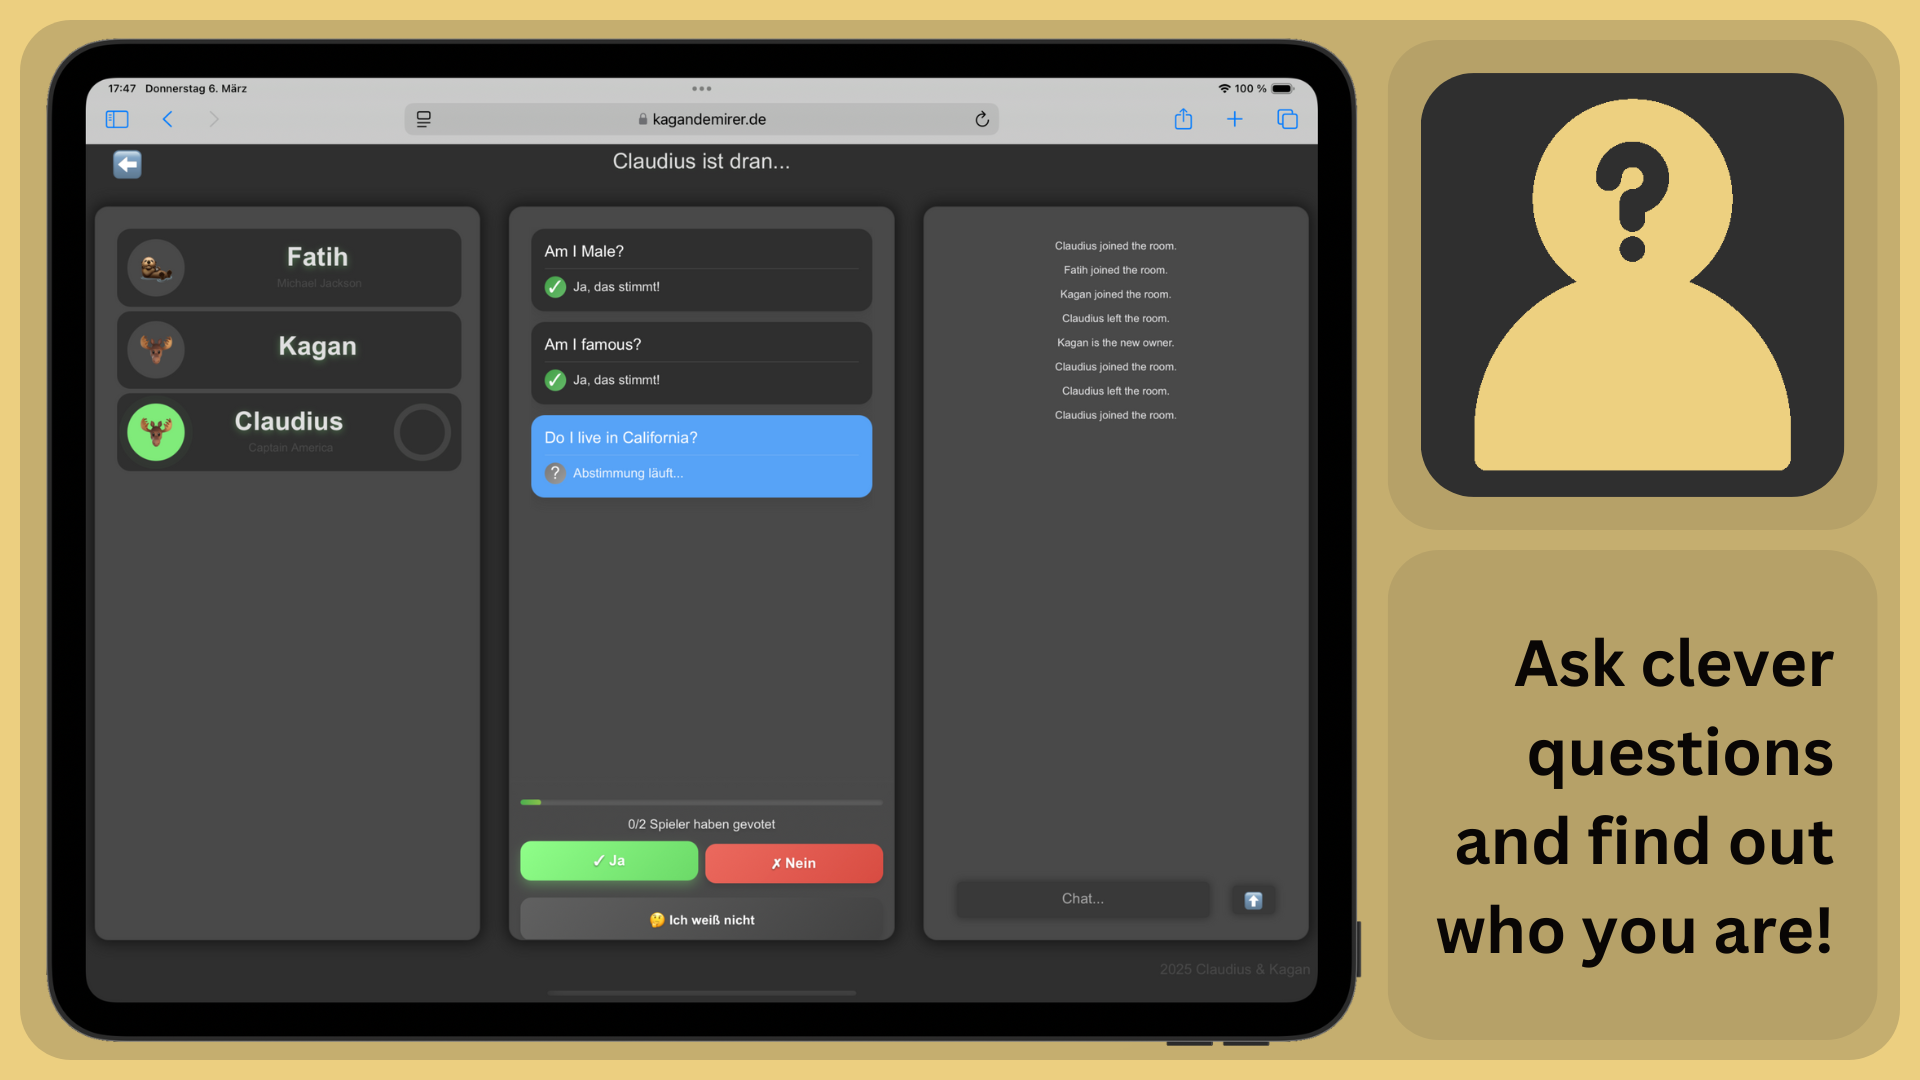 17:47 Donnerstag 6. März
100 %
kagandemirer.de
Claudius ist dran...
Fatih
Michael Jackson
Kagan
Claudius
Captain America
Am I Male?
✓ Ja, das stimmt!
Am I famous?
✓ Ja, das stimmt!
Do I live in California?
? Abstimmung läuft...
0/2 Spieler haben gevotet
✓ Ja
✗ Nein
🤔 Ich weiß nicht
Claudius joined the room.
Fatih joined the room.
Kagan joined the room.
Claudius left the room.
Kagan is the new owner.
Claudius joined the room.
Claudius left the room.
Claudius joined the room.
Chat...
2025 Claudius & Kagan
?
Ask clever
questions
and find out
who you are!